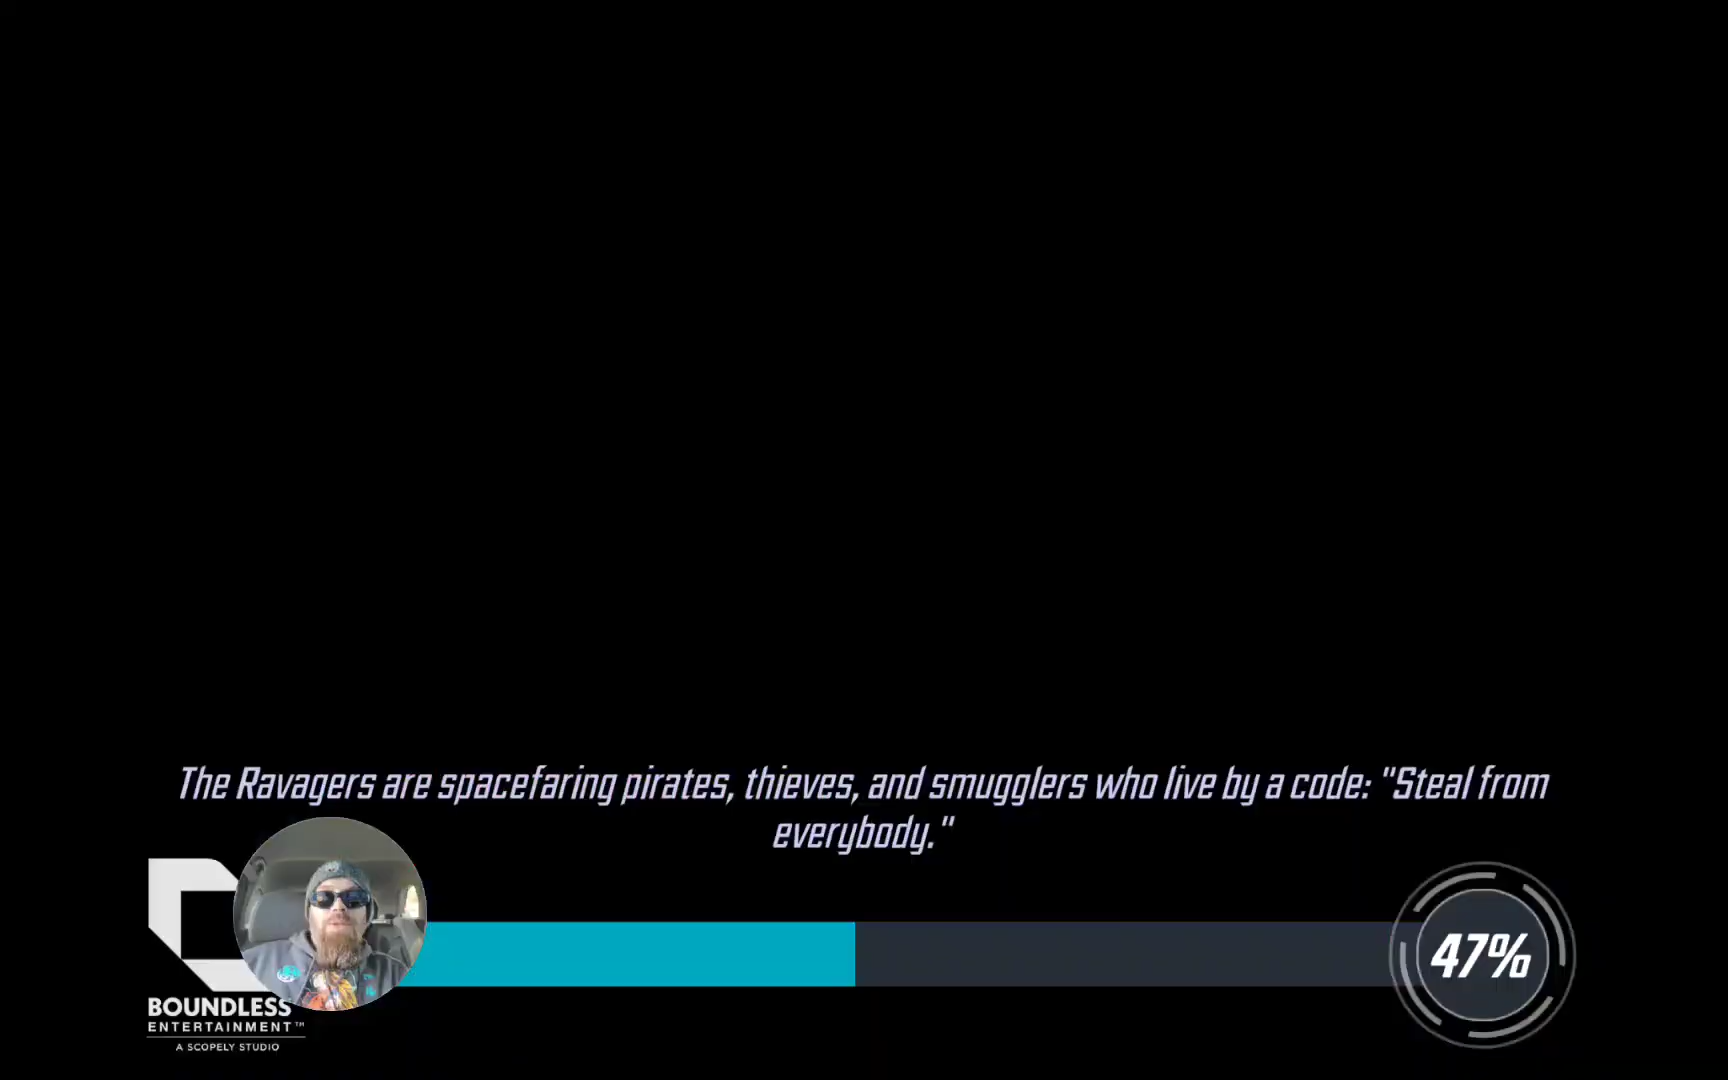 The Ravagers are spacefaring pirates, thieves, and smugglers who live by a code: "Steal from
everybody."
47%
BOUNDLESS
ENTERTAINMENT™
A SCOPELY STUDIO